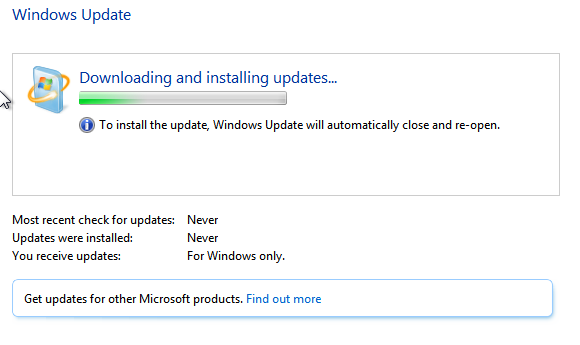 Windows Update
Downloading and installing updates...
To install the update, Windows Update will automatically close and re-open.
Most recent check for updates: Never
Updates were installed: Never
You receive updates: For Windows only.
Get updates for other Microsoft products. Find out more